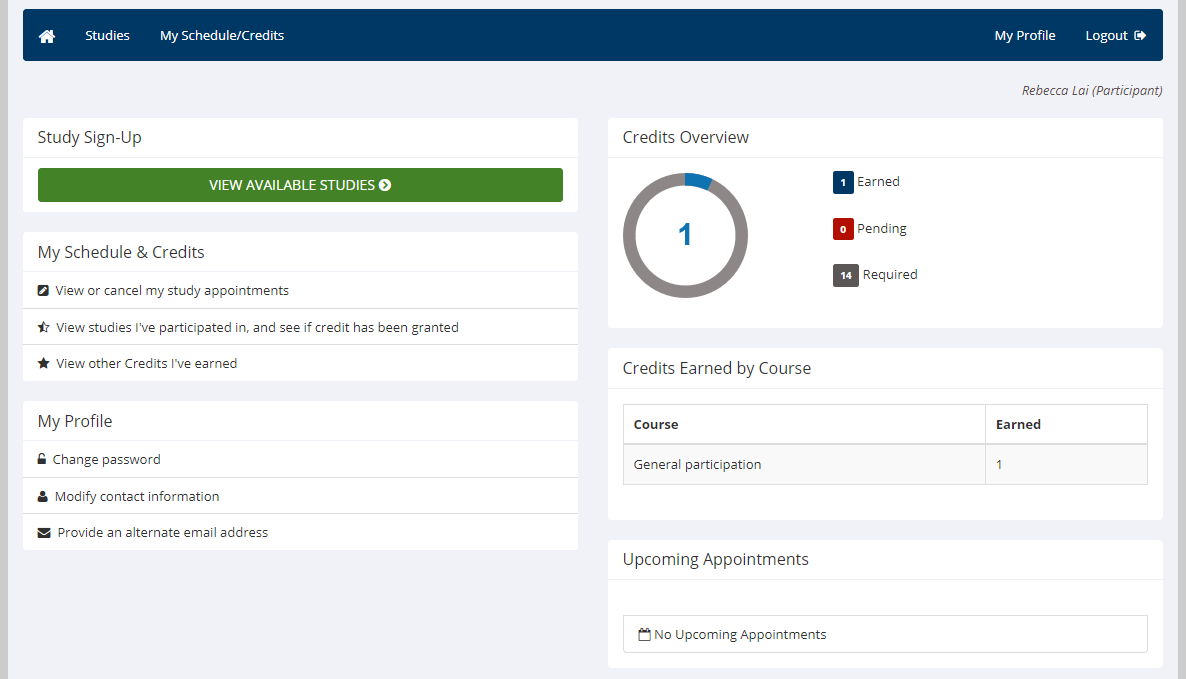 Studies
My Schedule/Credits
My Profile
Logout
Rebecca Lai (Participant)
Study Sign-Up
VIEW AVAILABLE STUDIES
My Schedule & Credits
View or cancel my study appointments
View studies I've participated in, and see if credit has been granted
View other Credits I've earned
My Profile
Change password
Modify contact information
Provide an alternate email address
Credits Overview
1
1 Earned
0 Pending
14 Required
Credits Earned by Course
Course Earned
General participation 1
Upcoming Appointments
No Upcoming Appointments